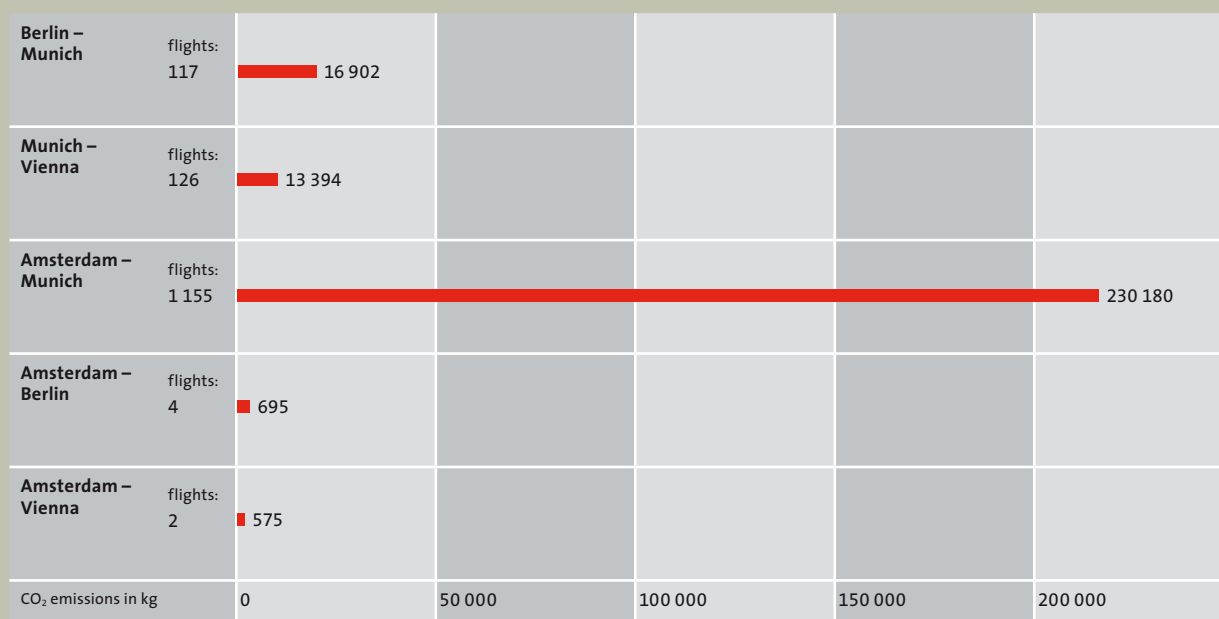 Berlin –
Munich
flights:
117
16 902
Munich –
Vienna
flights:
126
13 394
Amsterdam –
Munich
flights:
1 155
230 180
Amsterdam –
Berlin
flights:
4
695
Amsterdam –
Vienna
flights:
2
575
CO₂ emissions in kg 0 50 000 100 000 150 000 200 000